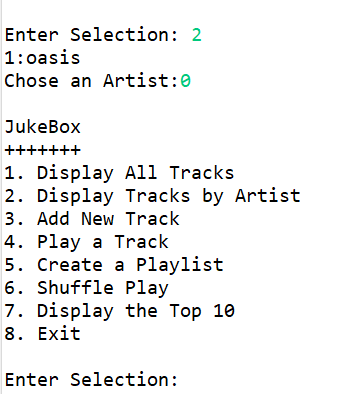 Enter Selection: 2
1:oasis
Chose an Artist:0
JukeBox
+++++++
1. Display All Tracks
2. Display Tracks by Artist
3. Add New Track
4. Play a Track
5. Create a Playlist
6. Shuffle Play
7. Display the Top 10
8. Exit
Enter Selection: